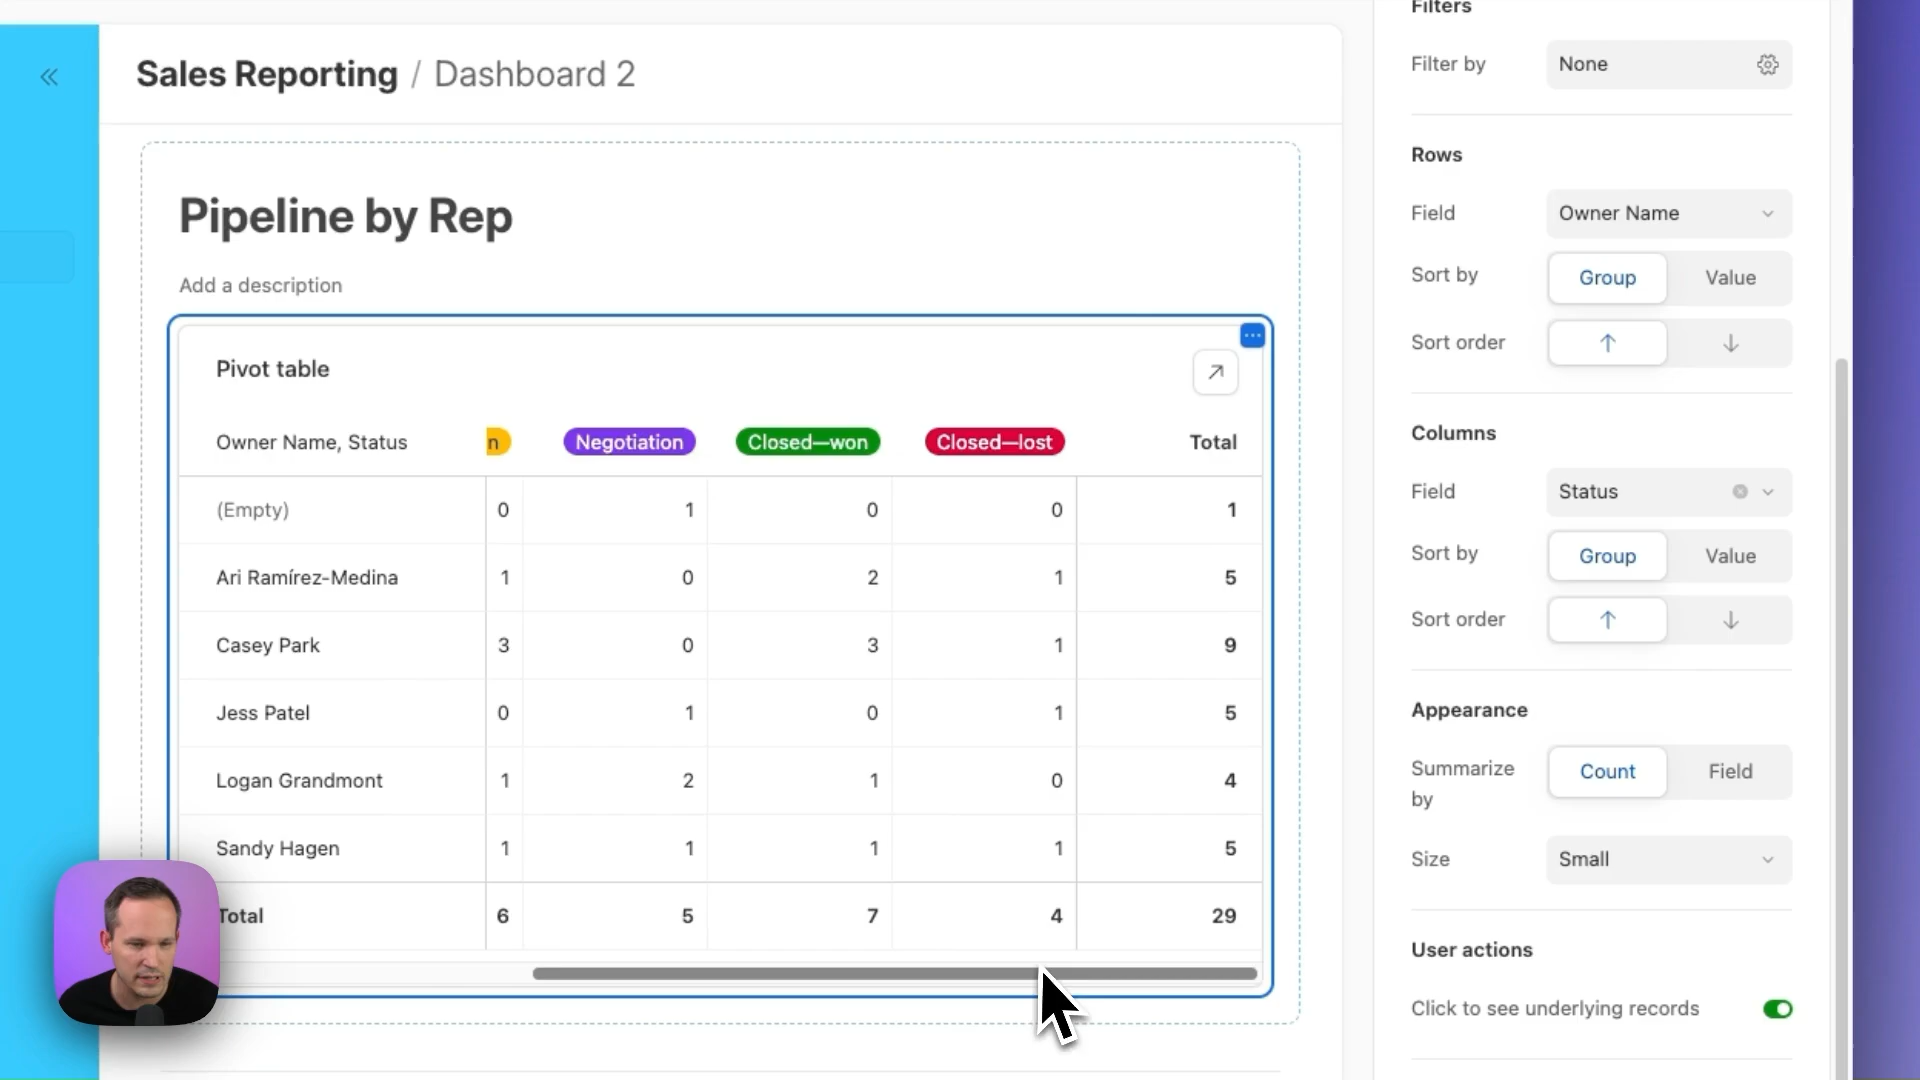 Sales Reporting / Dashboard 2
Pipeline by Rep
Add a description
Pivot table
Owner Name, Status n Negotiation Closed—won Closed—lost Total
(Empty) 0 1 0 0 1
Ari Ramírez-Medina 1 0 2 1 5
Casey Park 3 0 3 1 9
Jess Patel 0 1 0 1 5
Logan Grandmont 1 2 1 0 4
Sandy Hagen 1 1 1 1 5
Total 6 5 7 4 29
Filters
Filter by None
Rows
Field Owner Name
Sort by Group Value
Sort order
Columns
Field Status
Sort by Group Value
Sort order
Appearance
Summarize by Count Field
Size Small
User actions
Click to see underlying records